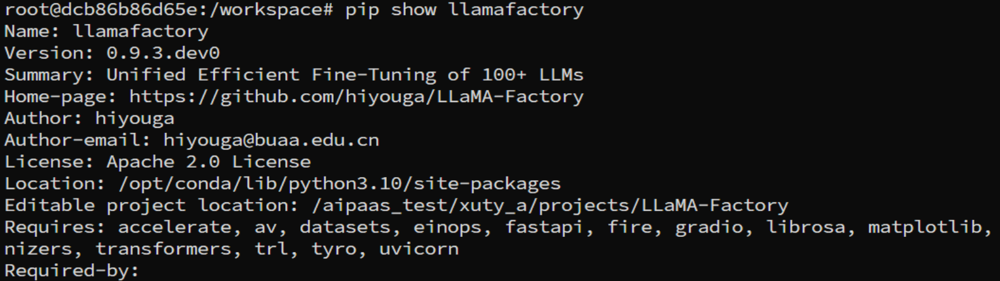 root@dcb86b86d65e:/workspace# pip show llamafactory
Name: llamafactory
Version: 0.9.3.dev0
Summary: Unified Efficient Fine-Tuning of 100+ LLMs
Home-page: https://github.com/hiyouga/LLaMA-Factory
Author: hiyouga
Author-email: hiyouga@buaa.edu.cn
License: Apache 2.0 License
Location: /opt/conda/lib/python3.10/site-packages
Editable project location: /aipaas_test/xuty_a/projects/LLaMA-Factory
Requires: accelerate, av, datasets, einops, fastapi, fire, gradio, librosa, matplotlib,
nizers, transformers, trl, tyro, uvicorn
Required-by: